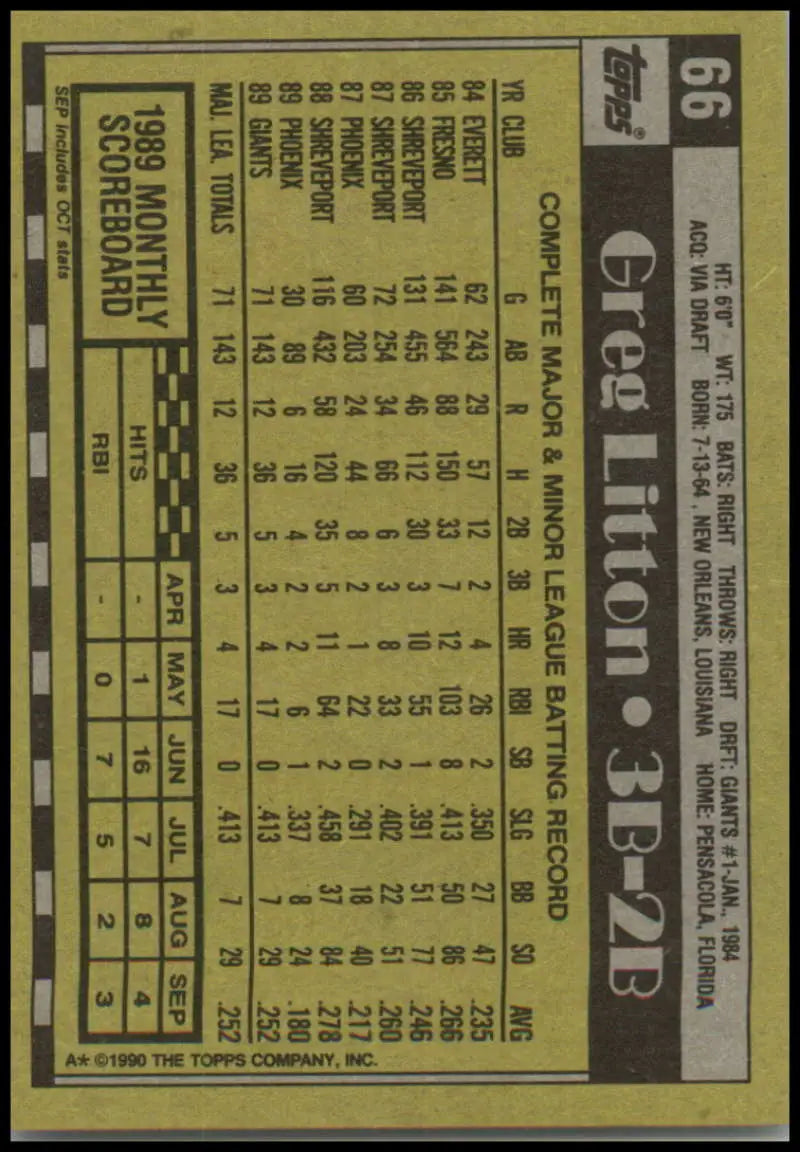 66 HT: 6'0" WT: 175 BATS: RIGHT THROWS: RIGHT DRFT: GIANTS #1-JAN., 1984
ACQ: VIA DRAFT BORN: 7-13-64, NEW ORLEANS, LOUISIANA HOME: PENSACOLA, FLORIDA
TOPPS® Greg Litton • 3B-2B
COMPLETE MAJOR & MINOR LEAGUE BATTING RECORD
YR CLUB G AB R H 2B 3B HR RBI SB SLG BB SO AVG
84 EVERETT 62 243 29 57 12 2 4 26 2 .350 27 47 .235
85 FRESNO 141 564 88 150 33 7 12 103 8 .413 50 86 .266
86 SHREVEPORT 131 455 46 112 30 3 10 55 1 .391 51 77 .246
87 SHREVEPORT 72 254 34 66 6 3 8 33 2 .402 22 51 .260
87 PHOENIX 60 203 24 44 8 2 1 22 0 .291 18 40 .217
88 SHREVEPORT 116 432 58 120 35 5 11 64 2 .458 37 84 .278
89 PHOENIX 30 89 6 16 4 2 2 6 1 .337 8 24 .180
89 GIANTS 71 143 12 36 5 3 4 17 0 .413 7 29 .252
MAJ. LEA. TOTALS 71 143 12 36 5 3 4 17 0 .413 7 29 .252
1989 MONTHLY
SCOREBOARD
APR MAY JUN JUL AUG SEP
HITS - 1 16 7 8 4
RBI - 0 7 5 2 3
SEP includes OCT stats
A* ©1990 THE TOPPS COMPANY, INC.